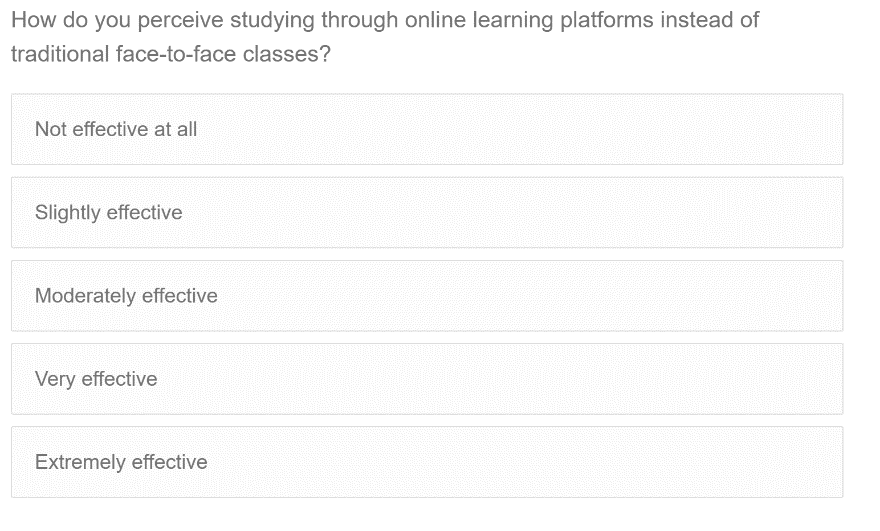 How do you perceive studying through online learning platforms instead of
traditional face-to-face classes?
Not effective at all
Slightly effective
Moderately effective
Very effective
Extremely effective